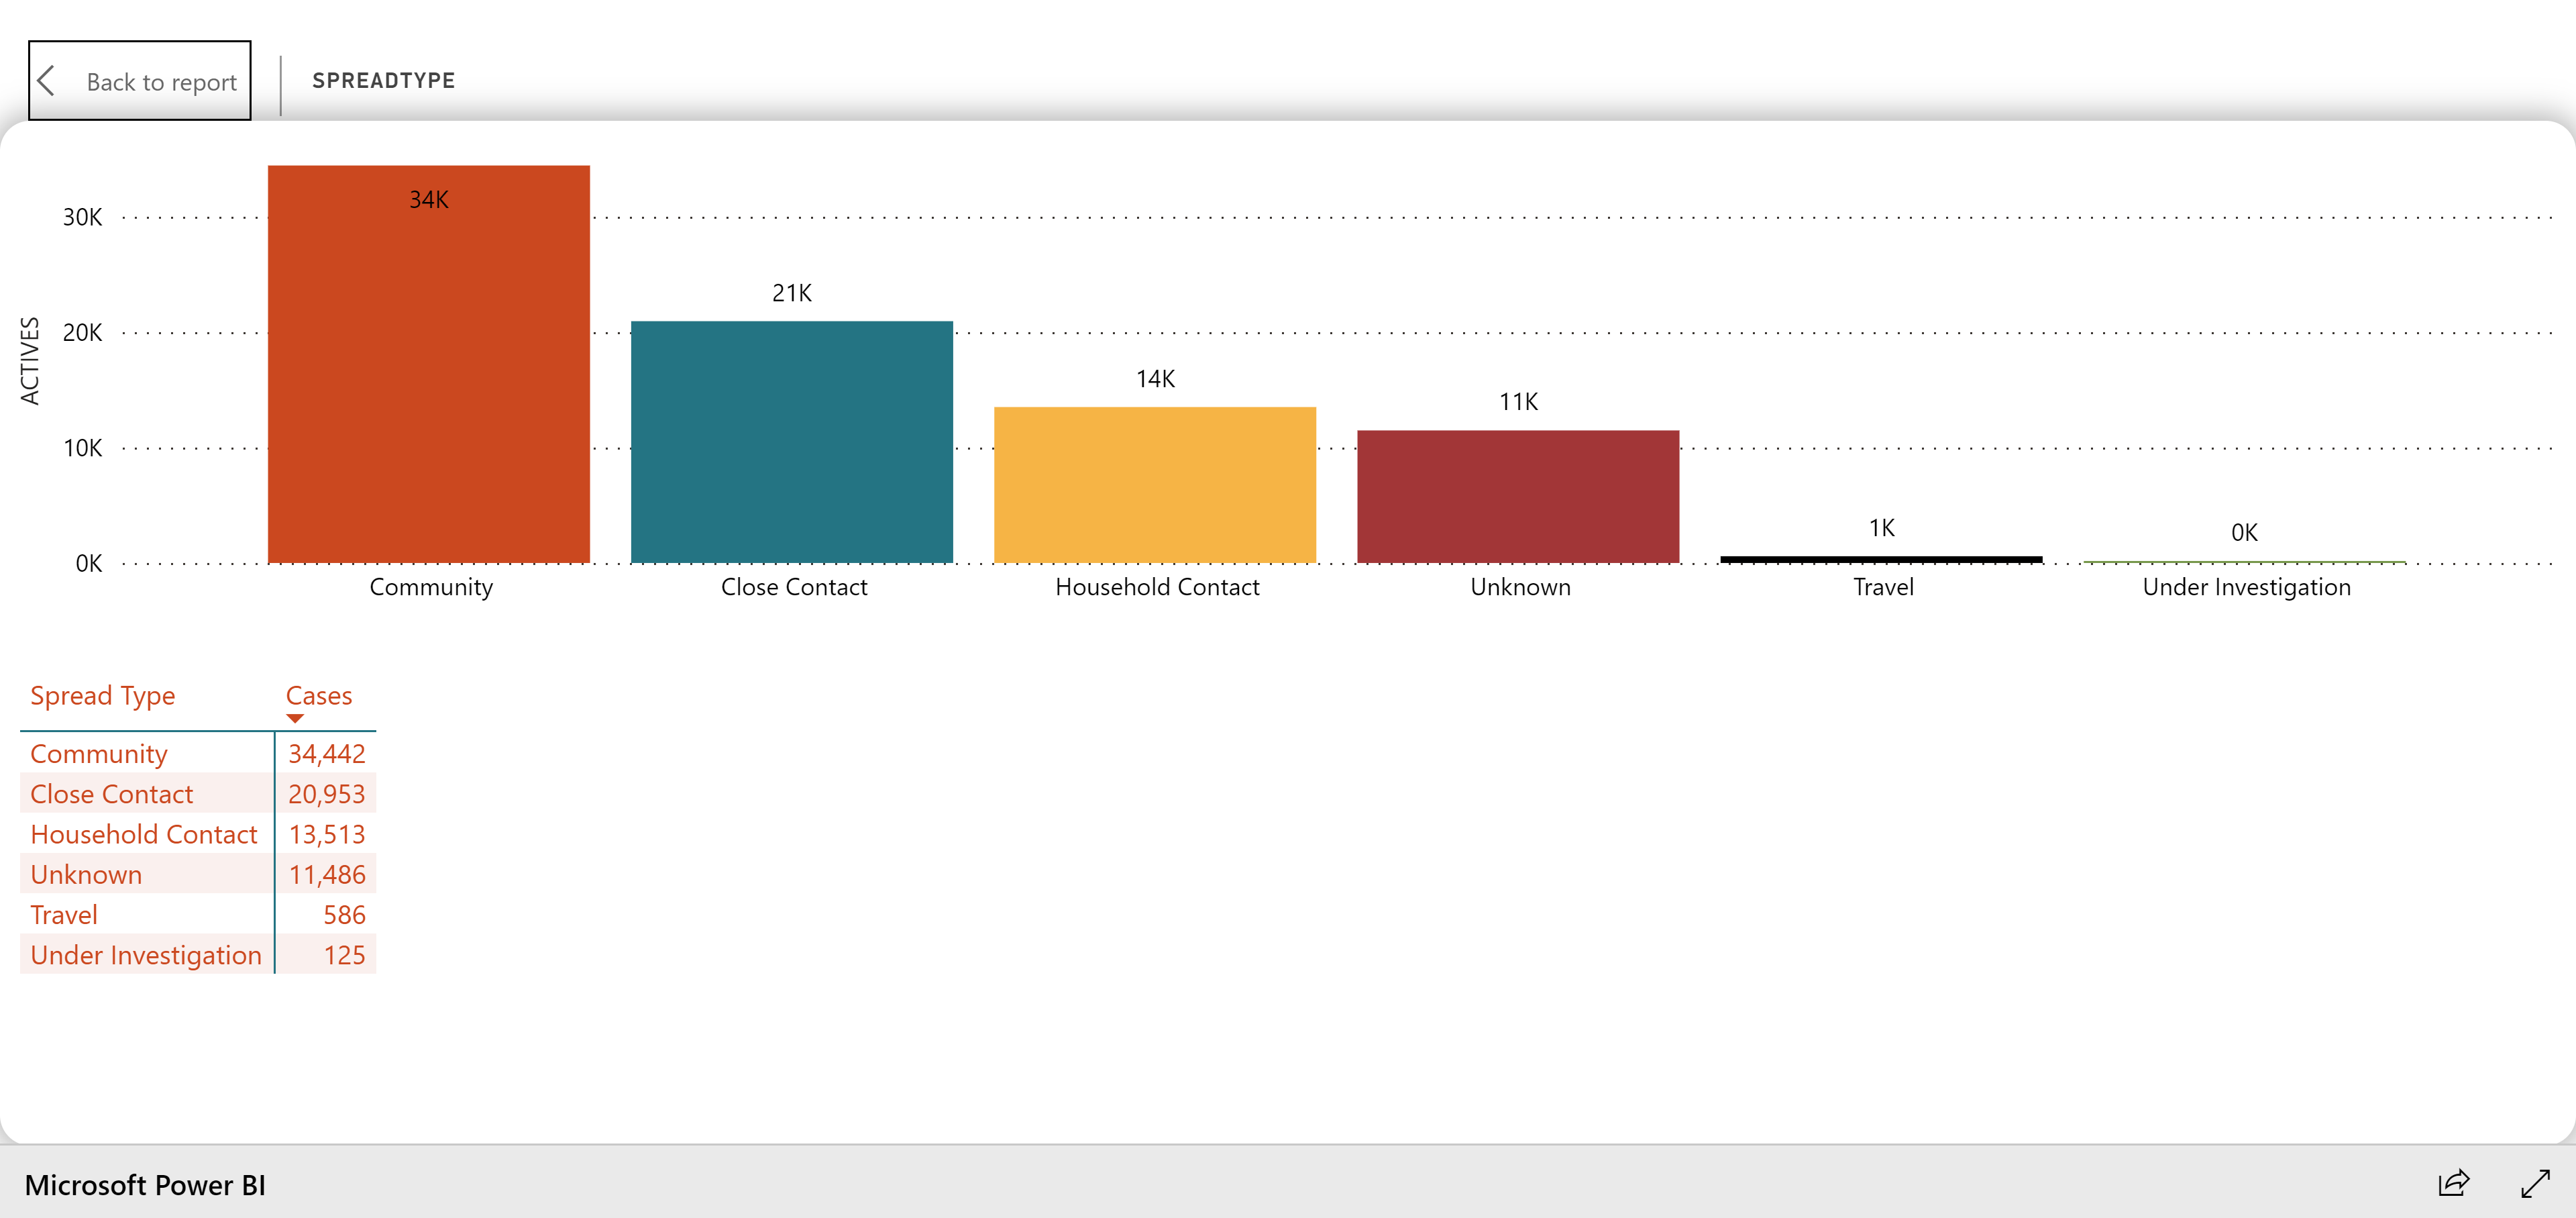 Back to report
SPREADTYPE
ACTIVES
30K
20K
10K
0K
34K
21K
14K
11K
1K
0K
Community Close Contact Household Contact Unknown Travel Under Investigation
Spread Type Cases
Community 34,442
Close Contact 20,953
Household Contact 13,513
Unknown 11,486
Travel 586
Under Investigation 125
Microsoft Power BI